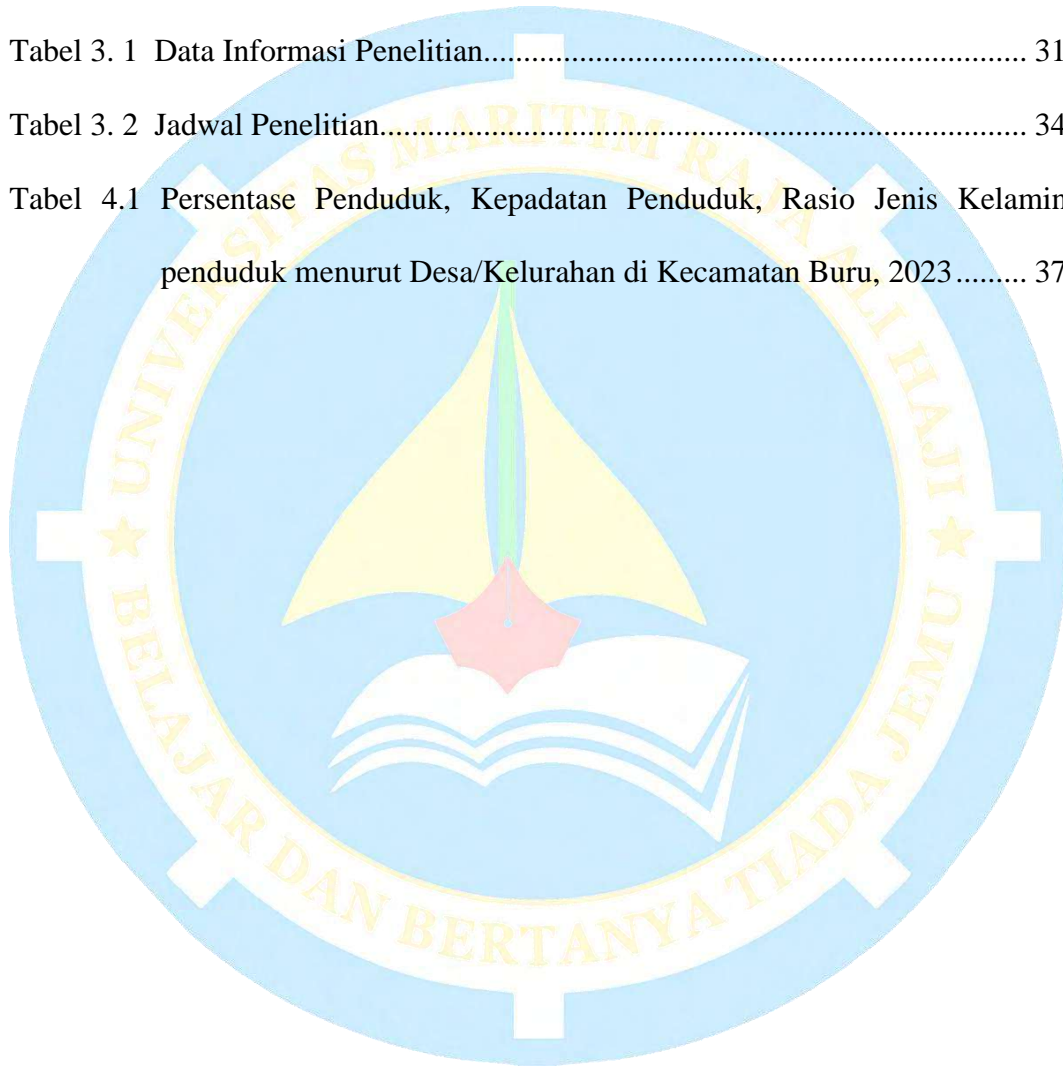 Tabel 3. 1 Data Informasi Penelitian.................................................................................. 31
Tabel 3. 2 Jadwal Penelitian.................................................................................................. 34
Tabel 4.1 Persentase Penduduk, Kepadatan Penduduk, Rasio Jenis Kelamin
penduduk menurut Desa/Kelurahan di Kecamatan Buru, 2023......... 37
UNIVERSITAS MARITIM RAJA ALI HAJI
BELAJAR DAN BERTANYA TIADA JEMU